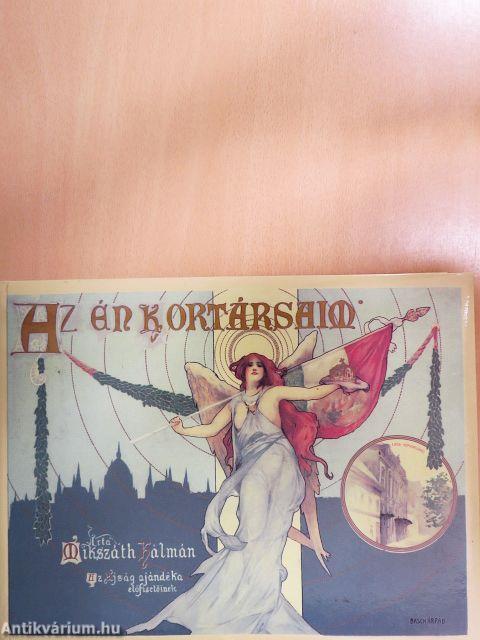 Az én kortársaim
Írta
Mikszáth Kálmán
Az Ujság ajándéka
előfizetőinek
BASCH ÁRPÁD
Antikvárium.hu